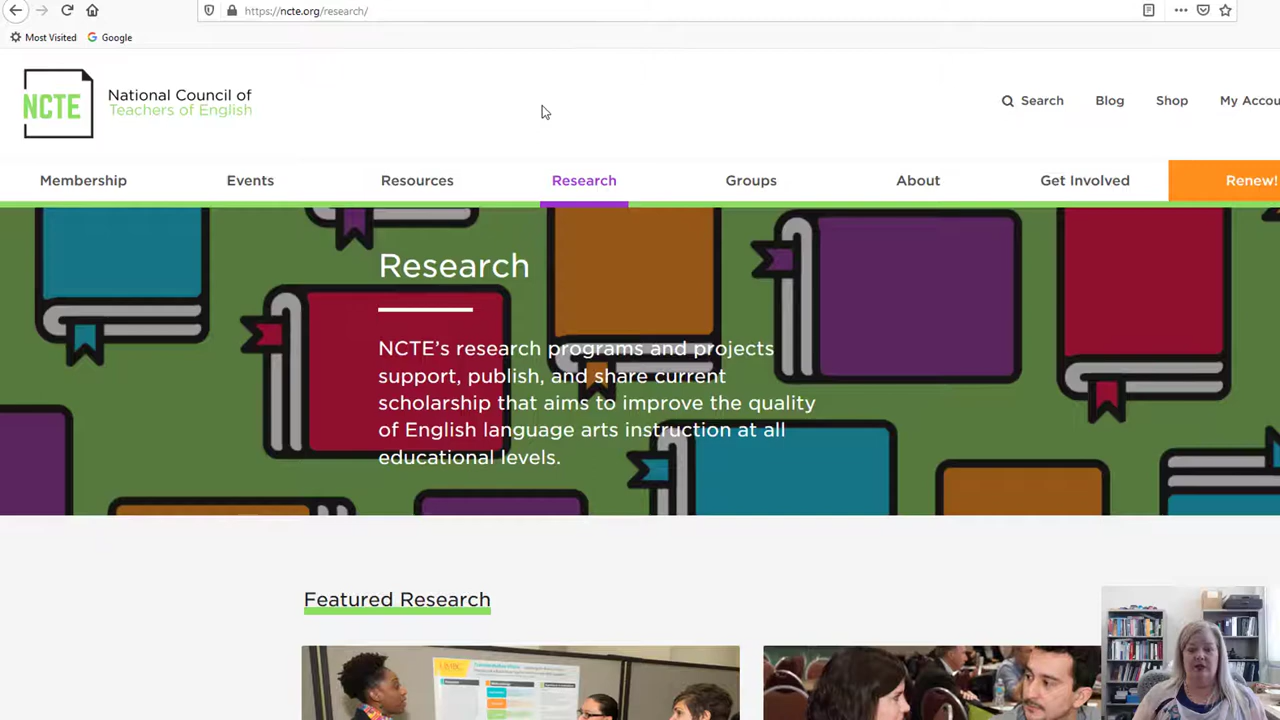 https://ncte.org/research/
Most Visited
Google
NCTE
National Council of
Teachers of English
Search
Blog
Shop
My Accou
Membership
Events
Resources
Research
Groups
About
Get Involved
Renew!
Research
NCTE's research programs and projects
support, publish, and share current
scholarship that aims to improve the quality
of English language arts instruction at all
educational levels.
Featured Research